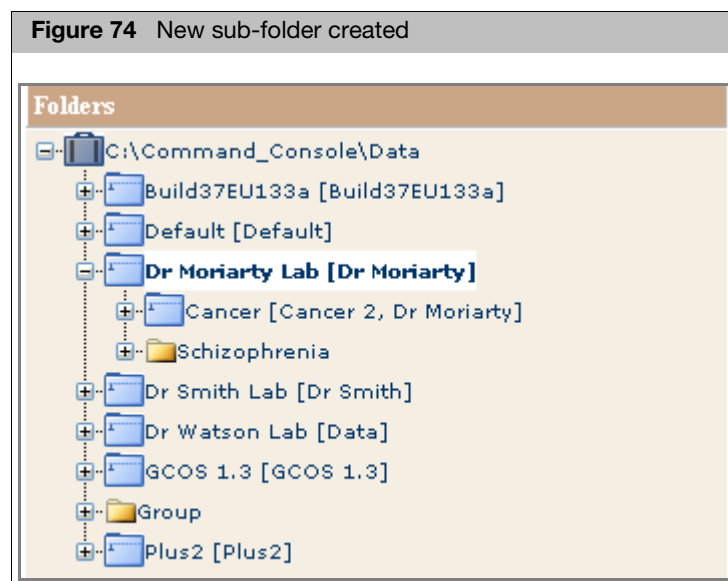 Figure 74 New sub-folder created
Folders
C:\Command_Console\Data
Build37EU133a [Build37EU133a]
Default [Default]
Dr Moriarty Lab [Dr Moriarty]
Cancer [Cancer 2, Dr Moriarty]
Schizophrenia
Dr Smith Lab [Dr Smith]
Dr Watson Lab [Data]
GCOS 1.3 [GCOS 1.3]
Group
Plus2 [Plus2]